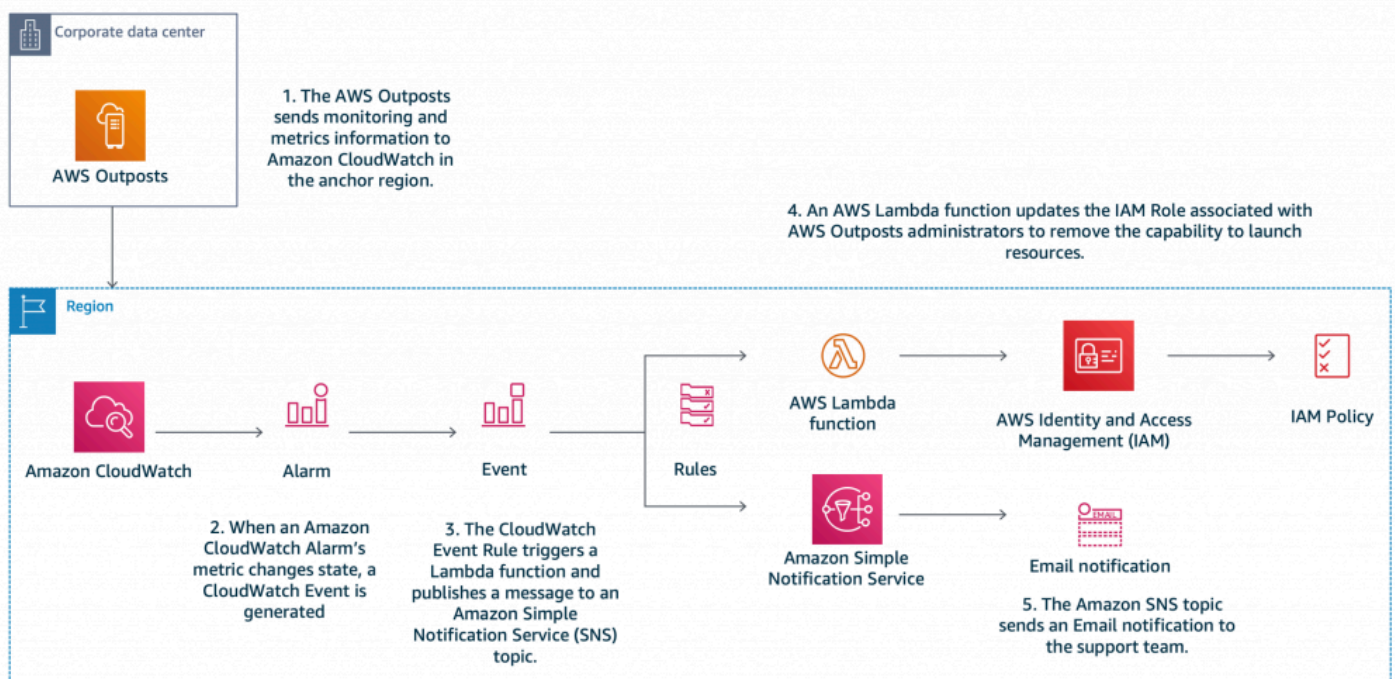 Corporate data center
AWS Outposts
1. The AWS Outposts
sends monitoring and
metrics information to
Amazon CloudWatch in
the anchor region.
4. An AWS Lambda function updates the IAM Role associated with
AWS Outposts administrators to remove the capability to launch
resources.
Region
Amazon CloudWatch
Alarm
Event
Rules
AWS Lambda
function
AWS Identity and Access
Management (IAM)
IAM Policy
2. When an Amazon
CloudWatch Alarm's
metric changes state, a
CloudWatch Event is
generated
3. The CloudWatch
Event Rule triggers a
Lambda function and
publishes a message to an
Amazon Simple
Notification Service (SNS)
topic.
Amazon Simple
Notification Service
EMAIL
Email notification
5. The Amazon SNS topic
sends an Email notification to
the support team.